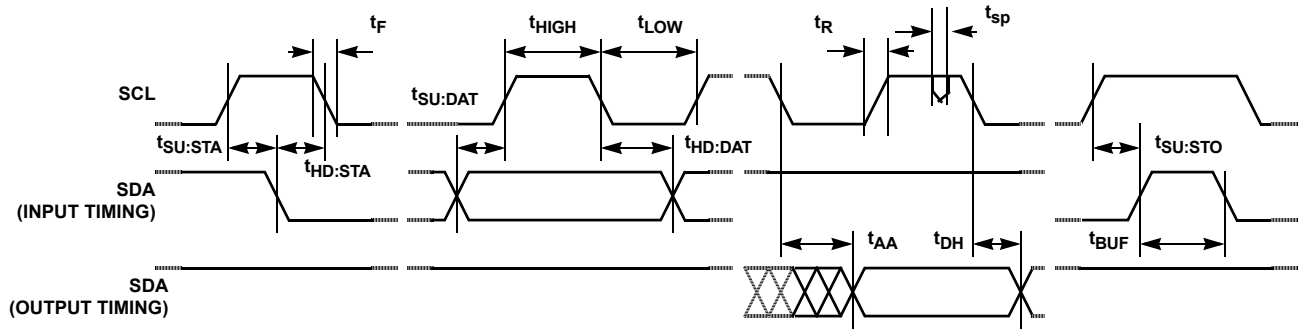 tF
tHIGH
tLOW
tR
tsp
SCL
tSU:DAT
tSU:STA
tHD:STA
tHD:DAT
tSU:STO
SDA
(INPUT TIMING)
tAA
tDH
tBUF
SDA
(OUTPUT TIMING)